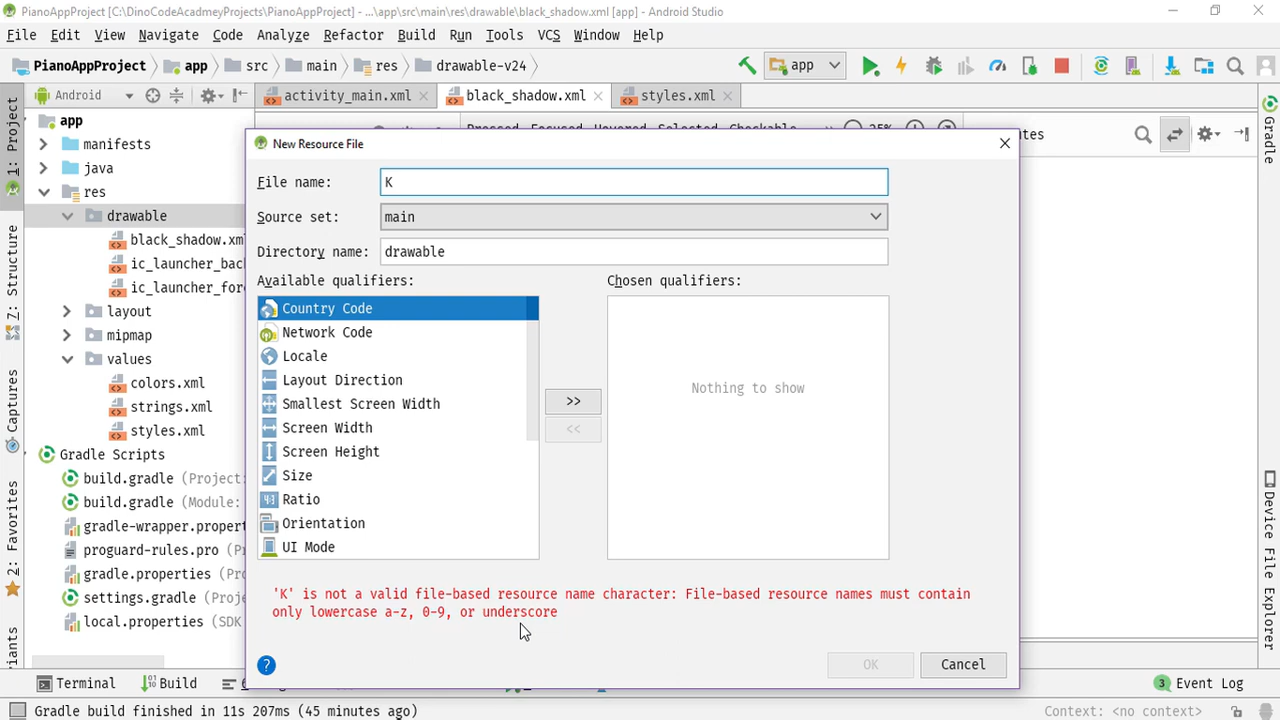 PianoAppProject [C:\DinoCodeAcadmeyProjects\PianoAppProject] - ...\app\src\main\res\drawable\black_shadow.xml [app] - Android Studio
File Edit View Navigate Code Analyze Refactor Build Run Tools VCS Window Help
PianoAppProject app src main res drawable-v24 app
Android activity_main.xml black_shadow.xml styles.xml
1: Project
Z: Structure
Captures
2: Favorites
app
manifests
java
res
drawable
black_shadow.xml
ic_launcher_bac
ic_launcher_for
layout
mipmap
values
colors.xml
strings.xml
styles.xml
Gradle Scripts
build.gradle (Project:
build.gradle (Module:
gradle-wrapper.propert
proguard-rules.pro
gradle.properties
settings.gradle
local.properties (SDK
New Resource File
File name: K
Source set: main
Directory name: drawable
Available qualifiers: Chosen qualifiers:
Country Code
Network Code
Locale
Layout Direction
Smallest Screen Width
Screen Width
Screen Height
Size
Ratio
Orientation
UI Mode
>>
<<
Nothing to show
'K' is not a valid file-based resource name character: File-based resource names must contain
only lowercase a-z, 0-9, or underscore
? OK Cancel
Gradle
Device File Explorer
Terminal Build 3 Event Log
Gradle build finished in 11s 207ms (45 minutes ago) Context: <no context>